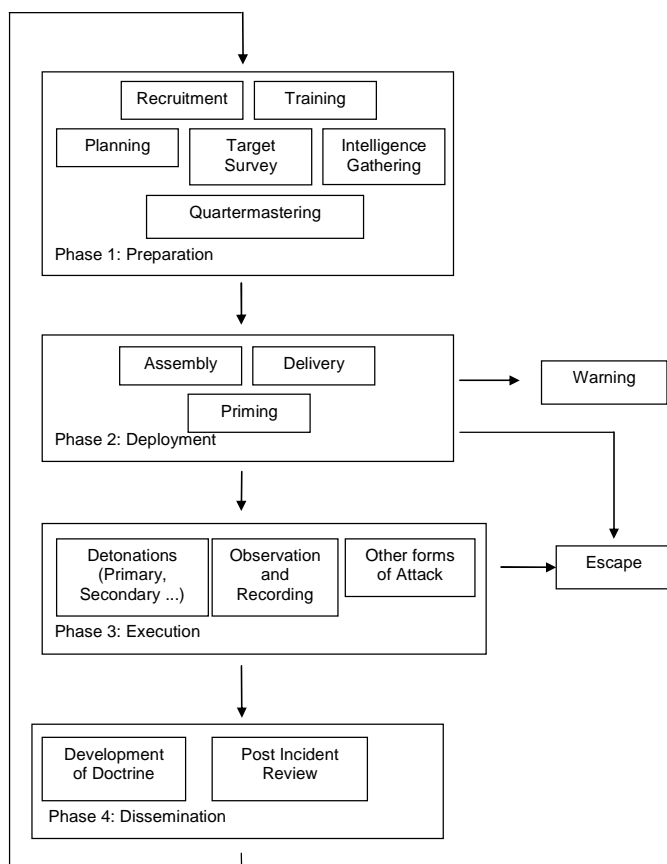 Recruitment
Training
Planning
Target
Survey
Intelligence
Gathering
Quartermastering
Phase 1: Preparation
Assembly
Delivery
Priming
Phase 2: Deployment
Warning
Detonations
(Primary,
Secondary ...)
Observation
and
Recording
Other forms
of Attack
Phase 3: Execution
Escape
Development
of Doctrine
Post Incident
Review
Phase 4: Dissemination